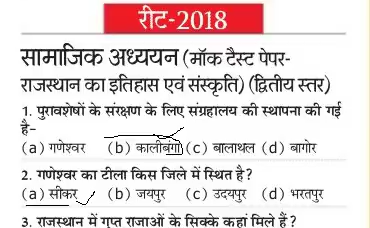 रीट-2018
सामाजिक अध्ययन (मॉक टैस्ट पेपर-
राजस्थान का इतिहास एवं संस्कृति) (द्वितीय स्तर)
1. पुरावशेषों के संरक्षण के लिए संग्रहालय की स्थापना की गई
है-
(a) गणेश्वर (b) कालीबंगा (c) बालाथल (d) बागोर
2. गणेश्वर का टीला किस जिले में स्थित है?
(a) सीकर (b) जयपुर (c) उदयपुर (d) भरतपुर
3. राजस्थान में गुप्त राजाओं के सिक्के कहां मिले हैं?